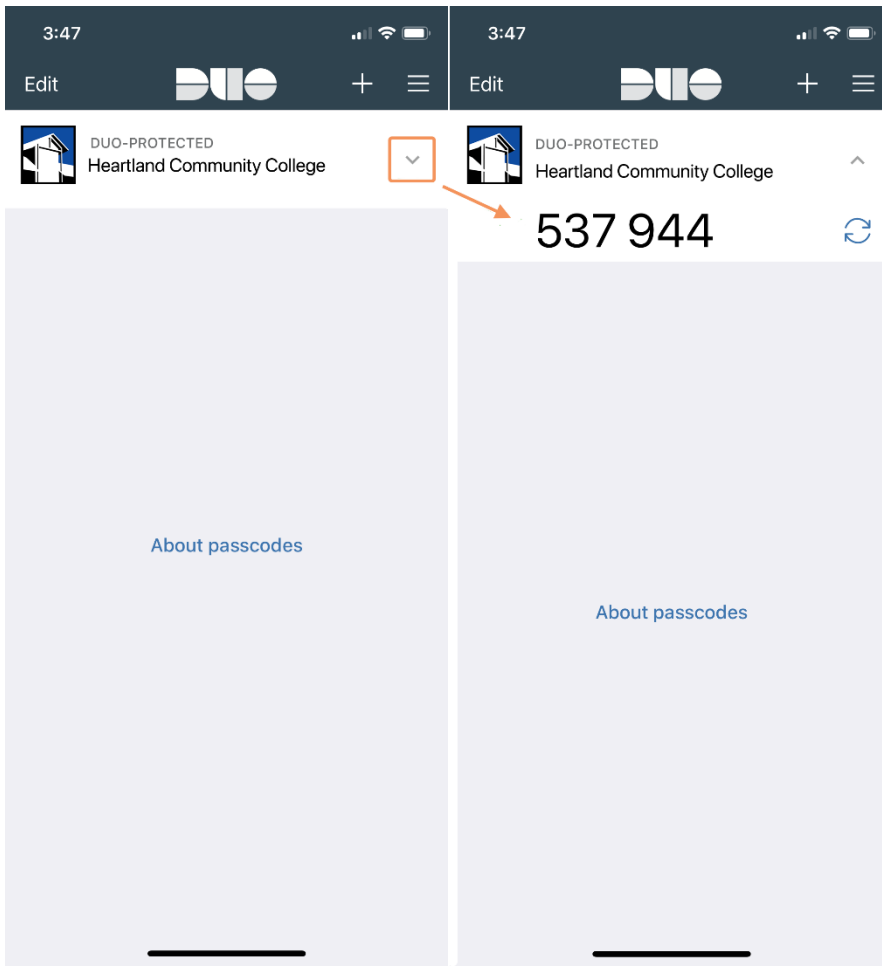 3:47
Edit DUO +
DUO-PROTECTED
Heartland Community College
About passcodes
3:47
Edit DUO +
DUO-PROTECTED
Heartland Community College
537 944
About passcodes